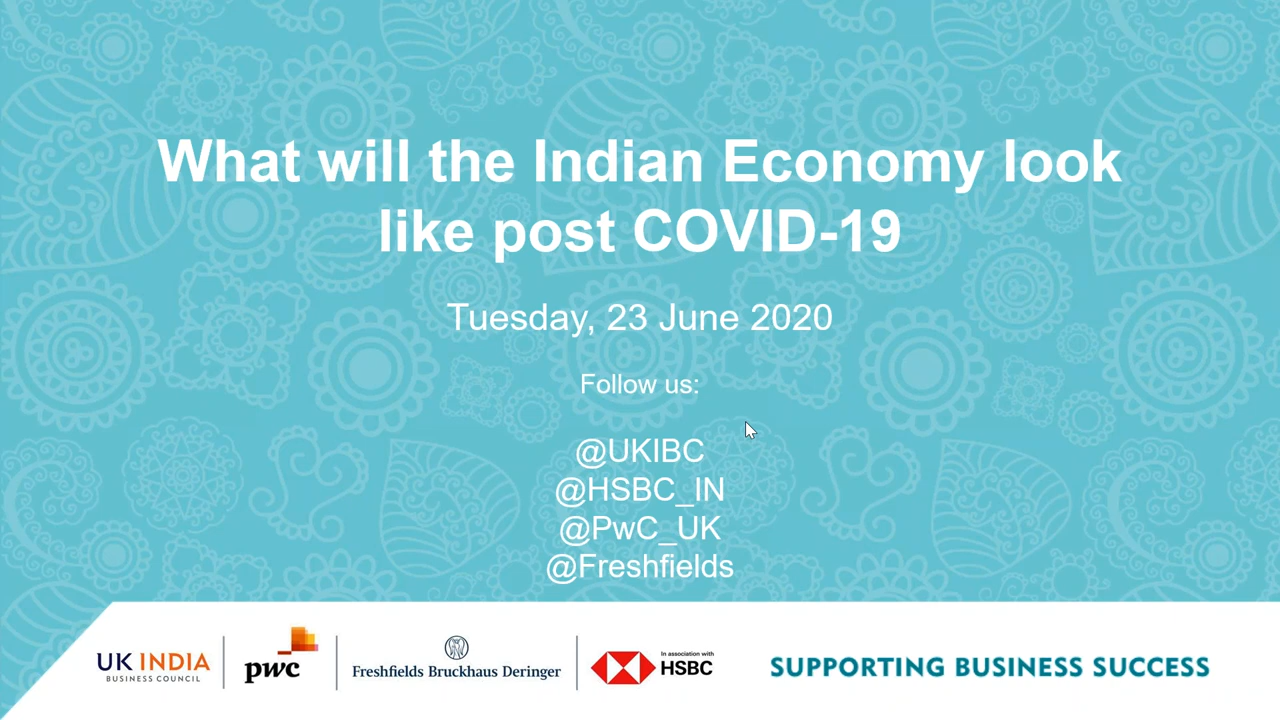 What will the Indian Economy look
like post COVID-19
Tuesday, 23 June 2020
Follow us:
@UKIBC
@HSBC_IN
@PwC_UK
@Freshfields
UK INDIA
BUSINESS COUNCIL
pwc
Freshfields Bruckhaus Deringer
In association with
HSBC
SUPPORTING BUSINESS SUCCESS